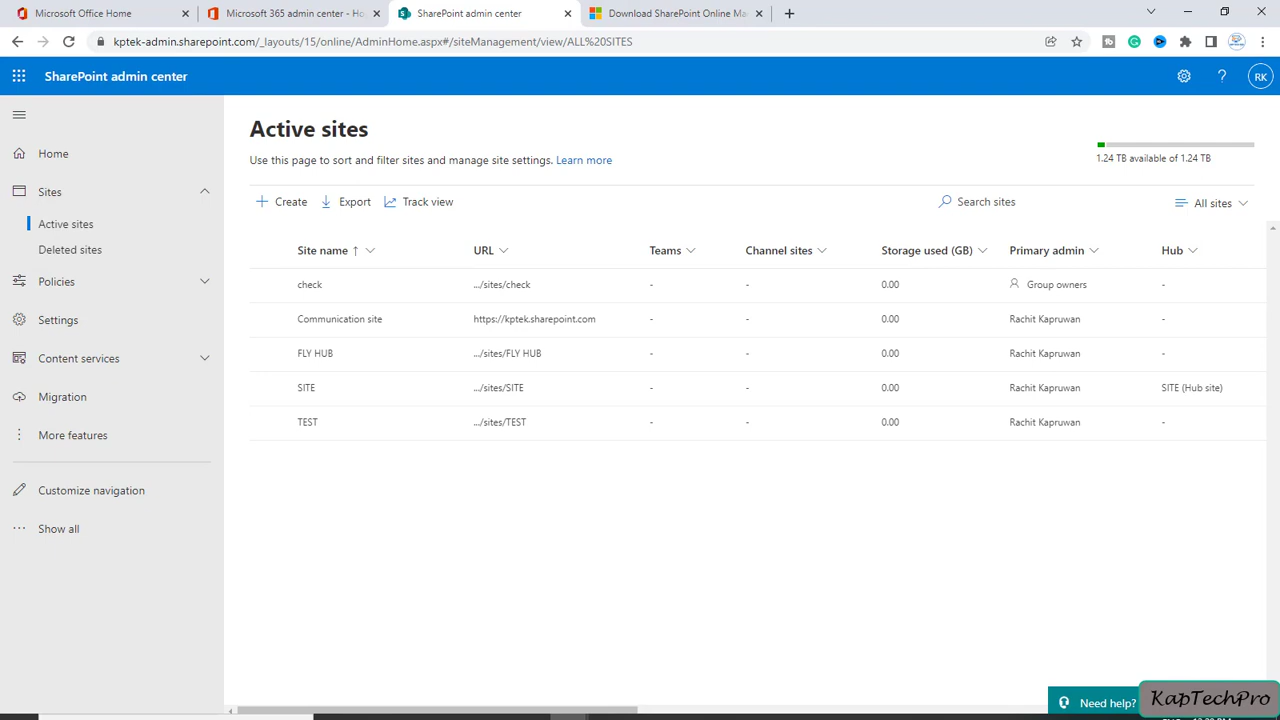 Microsoft Office Home
Microsoft 365 admin center - Ho
SharePoint admin center
Download SharePoint Online Ma
kptek-admin.sharepoint.com/_layouts/15/online/AdminHome.aspx#/siteManagement/view/ALL%20SITES
SharePoint admin center
? RK
Home
Sites
Active sites
Deleted sites
Policies
Settings
Content services
Migration
More features
Customize navigation
Show all
Active sites
Use this page to sort and filter sites and manage site settings. Learn more
1.24 TB available of 1.24 TB
Create Export Track view Search sites All sites
Site name ↑ URL Teams Channel sites Storage used (GB) Primary admin Hub
check .../sites/check - - 0.00 Group owners -
Communication site https://kptek.sharepoint.com - - 0.00 Rachit Kapruwan -
FLY HUB .../sites/FLY HUB - - 0.00 Rachit Kapruwan -
SITE .../sites/SITE - - 0.00 Rachit Kapruwan SITE (Hub site)
TEST .../sites/TEST - - 0.00 Rachit Kapruwan -
Need help?
KapTechPro